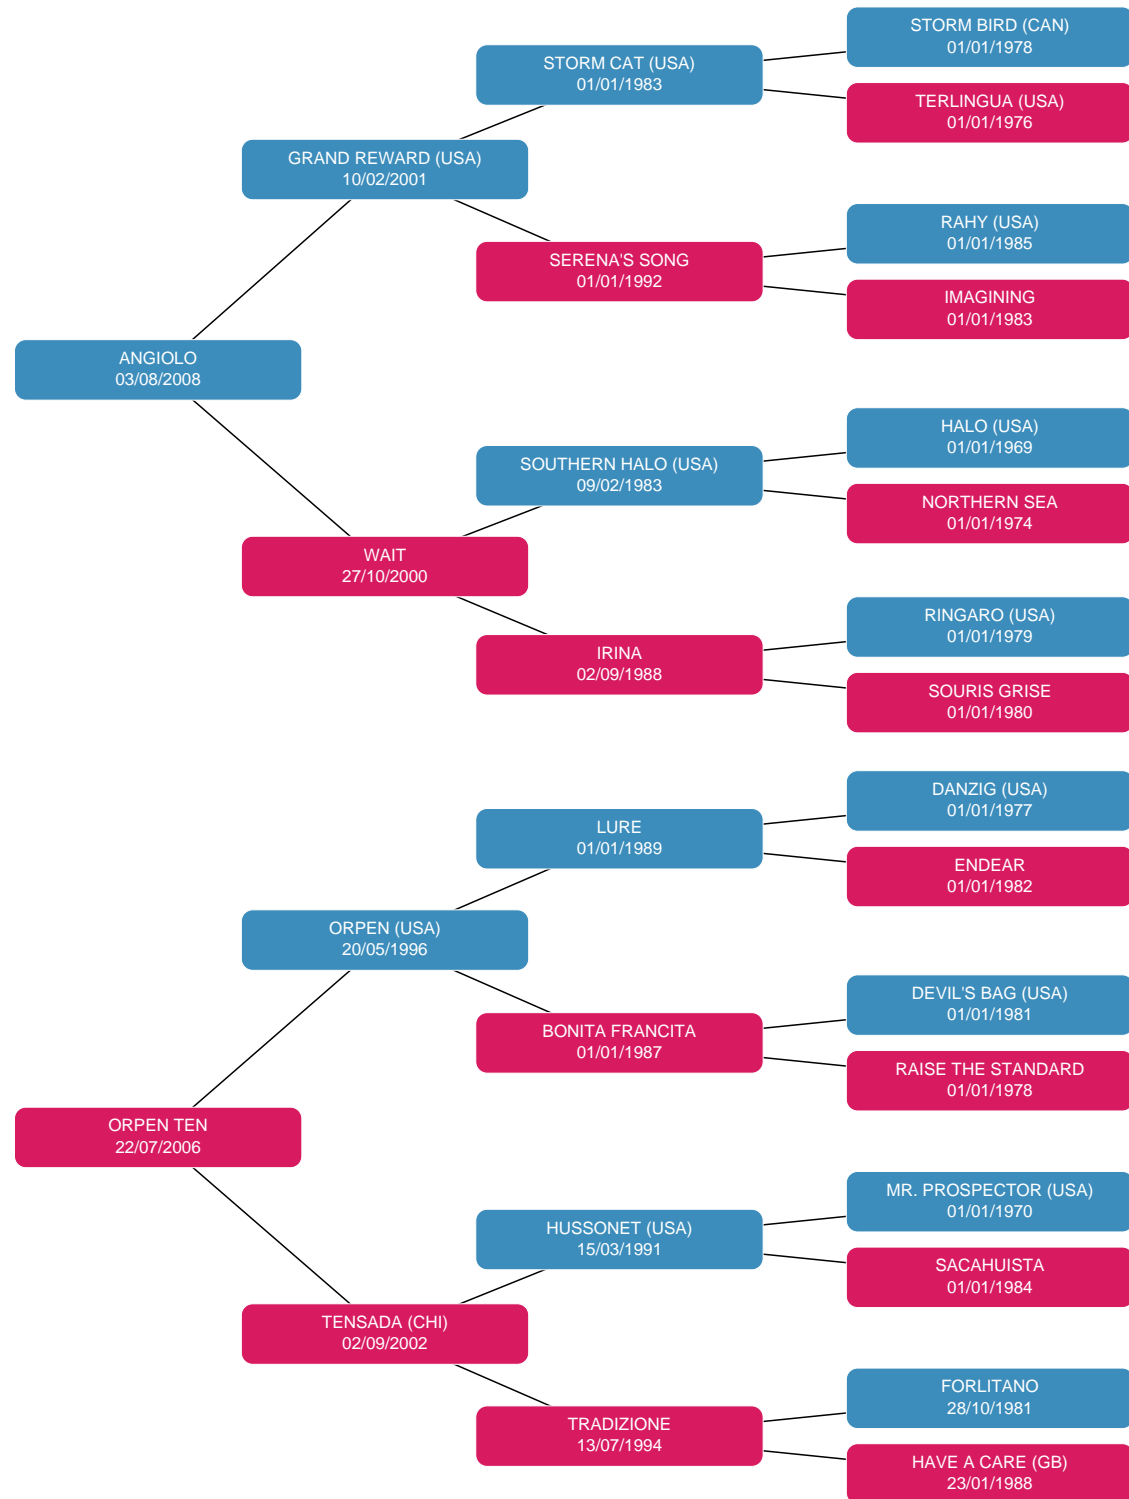 STORM BIRD (CAN)
01/01/1978
STORM CAT (USA)
01/01/1983
TERLINGUA (USA)
01/01/1976
GRAND REWARD (USA)
10/02/2001
RAHY (USA)
01/01/1985
SERENA'S SONG
01/01/1992
IMAGINING
01/01/1983
ANGIOLO
03/08/2008
HALO (USA)
01/01/1969
SOUTHERN HALO (USA)
09/02/1983
NORTHERN SEA
01/01/1974
WAIT
27/10/2000
RINGARO (USA)
01/01/1979
IRINA
02/09/1988
SOURIS GRISE
01/01/1980
DANZIG (USA)
01/01/1977
LURE
01/01/1989
ENDEAR
01/01/1982
ORPEN (USA)
20/05/1996
DEVIL'S BAG (USA)
01/01/1981
BONITA FRANCITA
01/01/1987
RAISE THE STANDARD
01/01/1978
ORPEN TEN
22/07/2006
MR. PROSPECTOR (USA)
01/01/1970
HUSSONET (USA)
15/03/1991
SACAHUISTA
01/01/1984
TENSADA (CHI)
02/09/2002
FORLITANO
28/10/1981
TRADIZIONE
13/07/1994
HAVE A CARE (GB)
23/01/1988